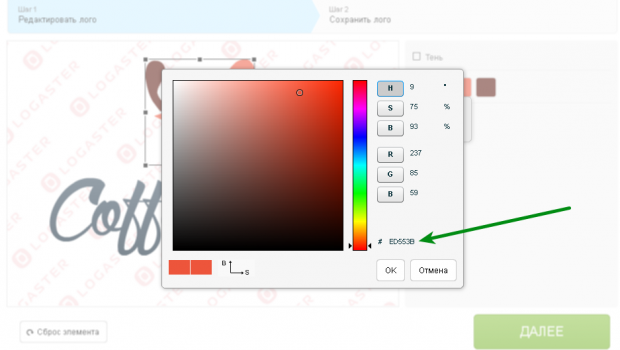 Шаг 1
Редактировать лого
Шаг 2
Сохранить лого
LOGASTER
Тень
H 9 °
S 75 %
B 93 %
R 237
G 85
B 59
# ED553B
B
S
OK
Отмена
Coff
Сброс элемента
ДАЛЕЕ